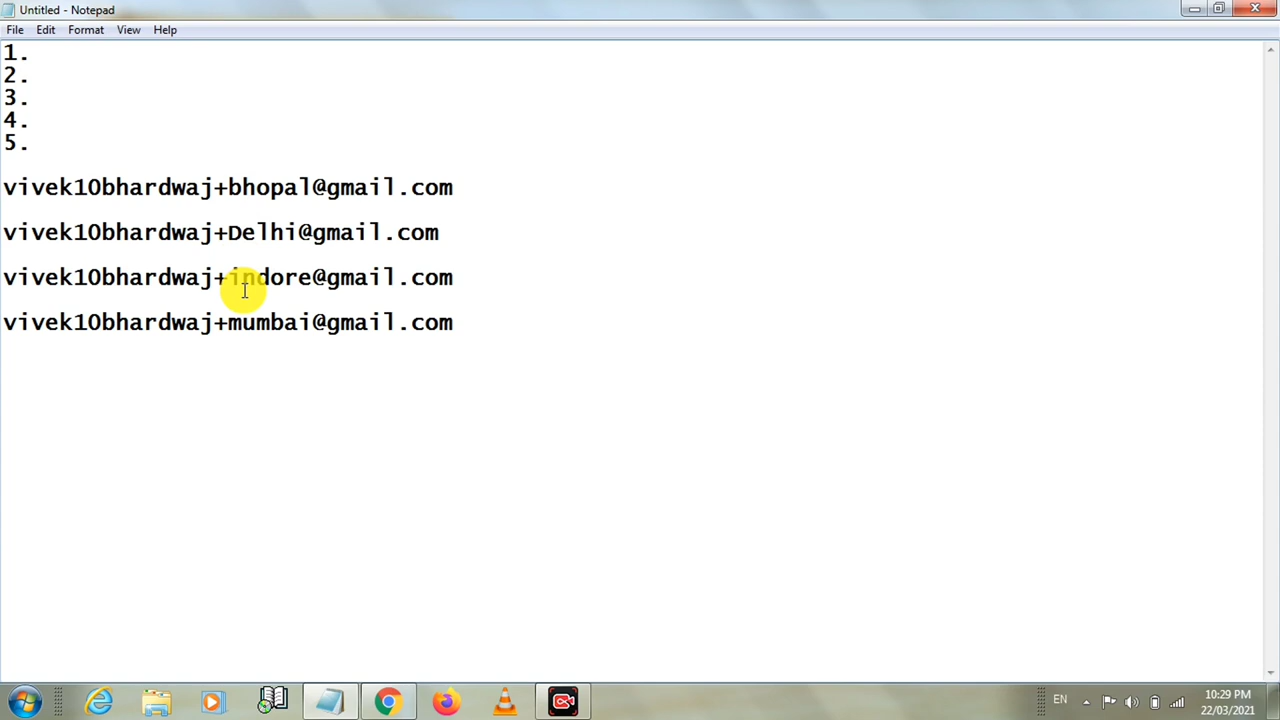 Untitled - Notepad
File Edit Format View Help
1.
2.
3.
4.
5.
vivek10bhardwaj+bhopal@gmail.com
vivek10bhardwaj+Delhi@gmail.com
vivek10bhardwaj+indore@gmail.com
vivek10bhardwaj+mumbai@gmail.com
EN
10:29 PM
22/03/2021